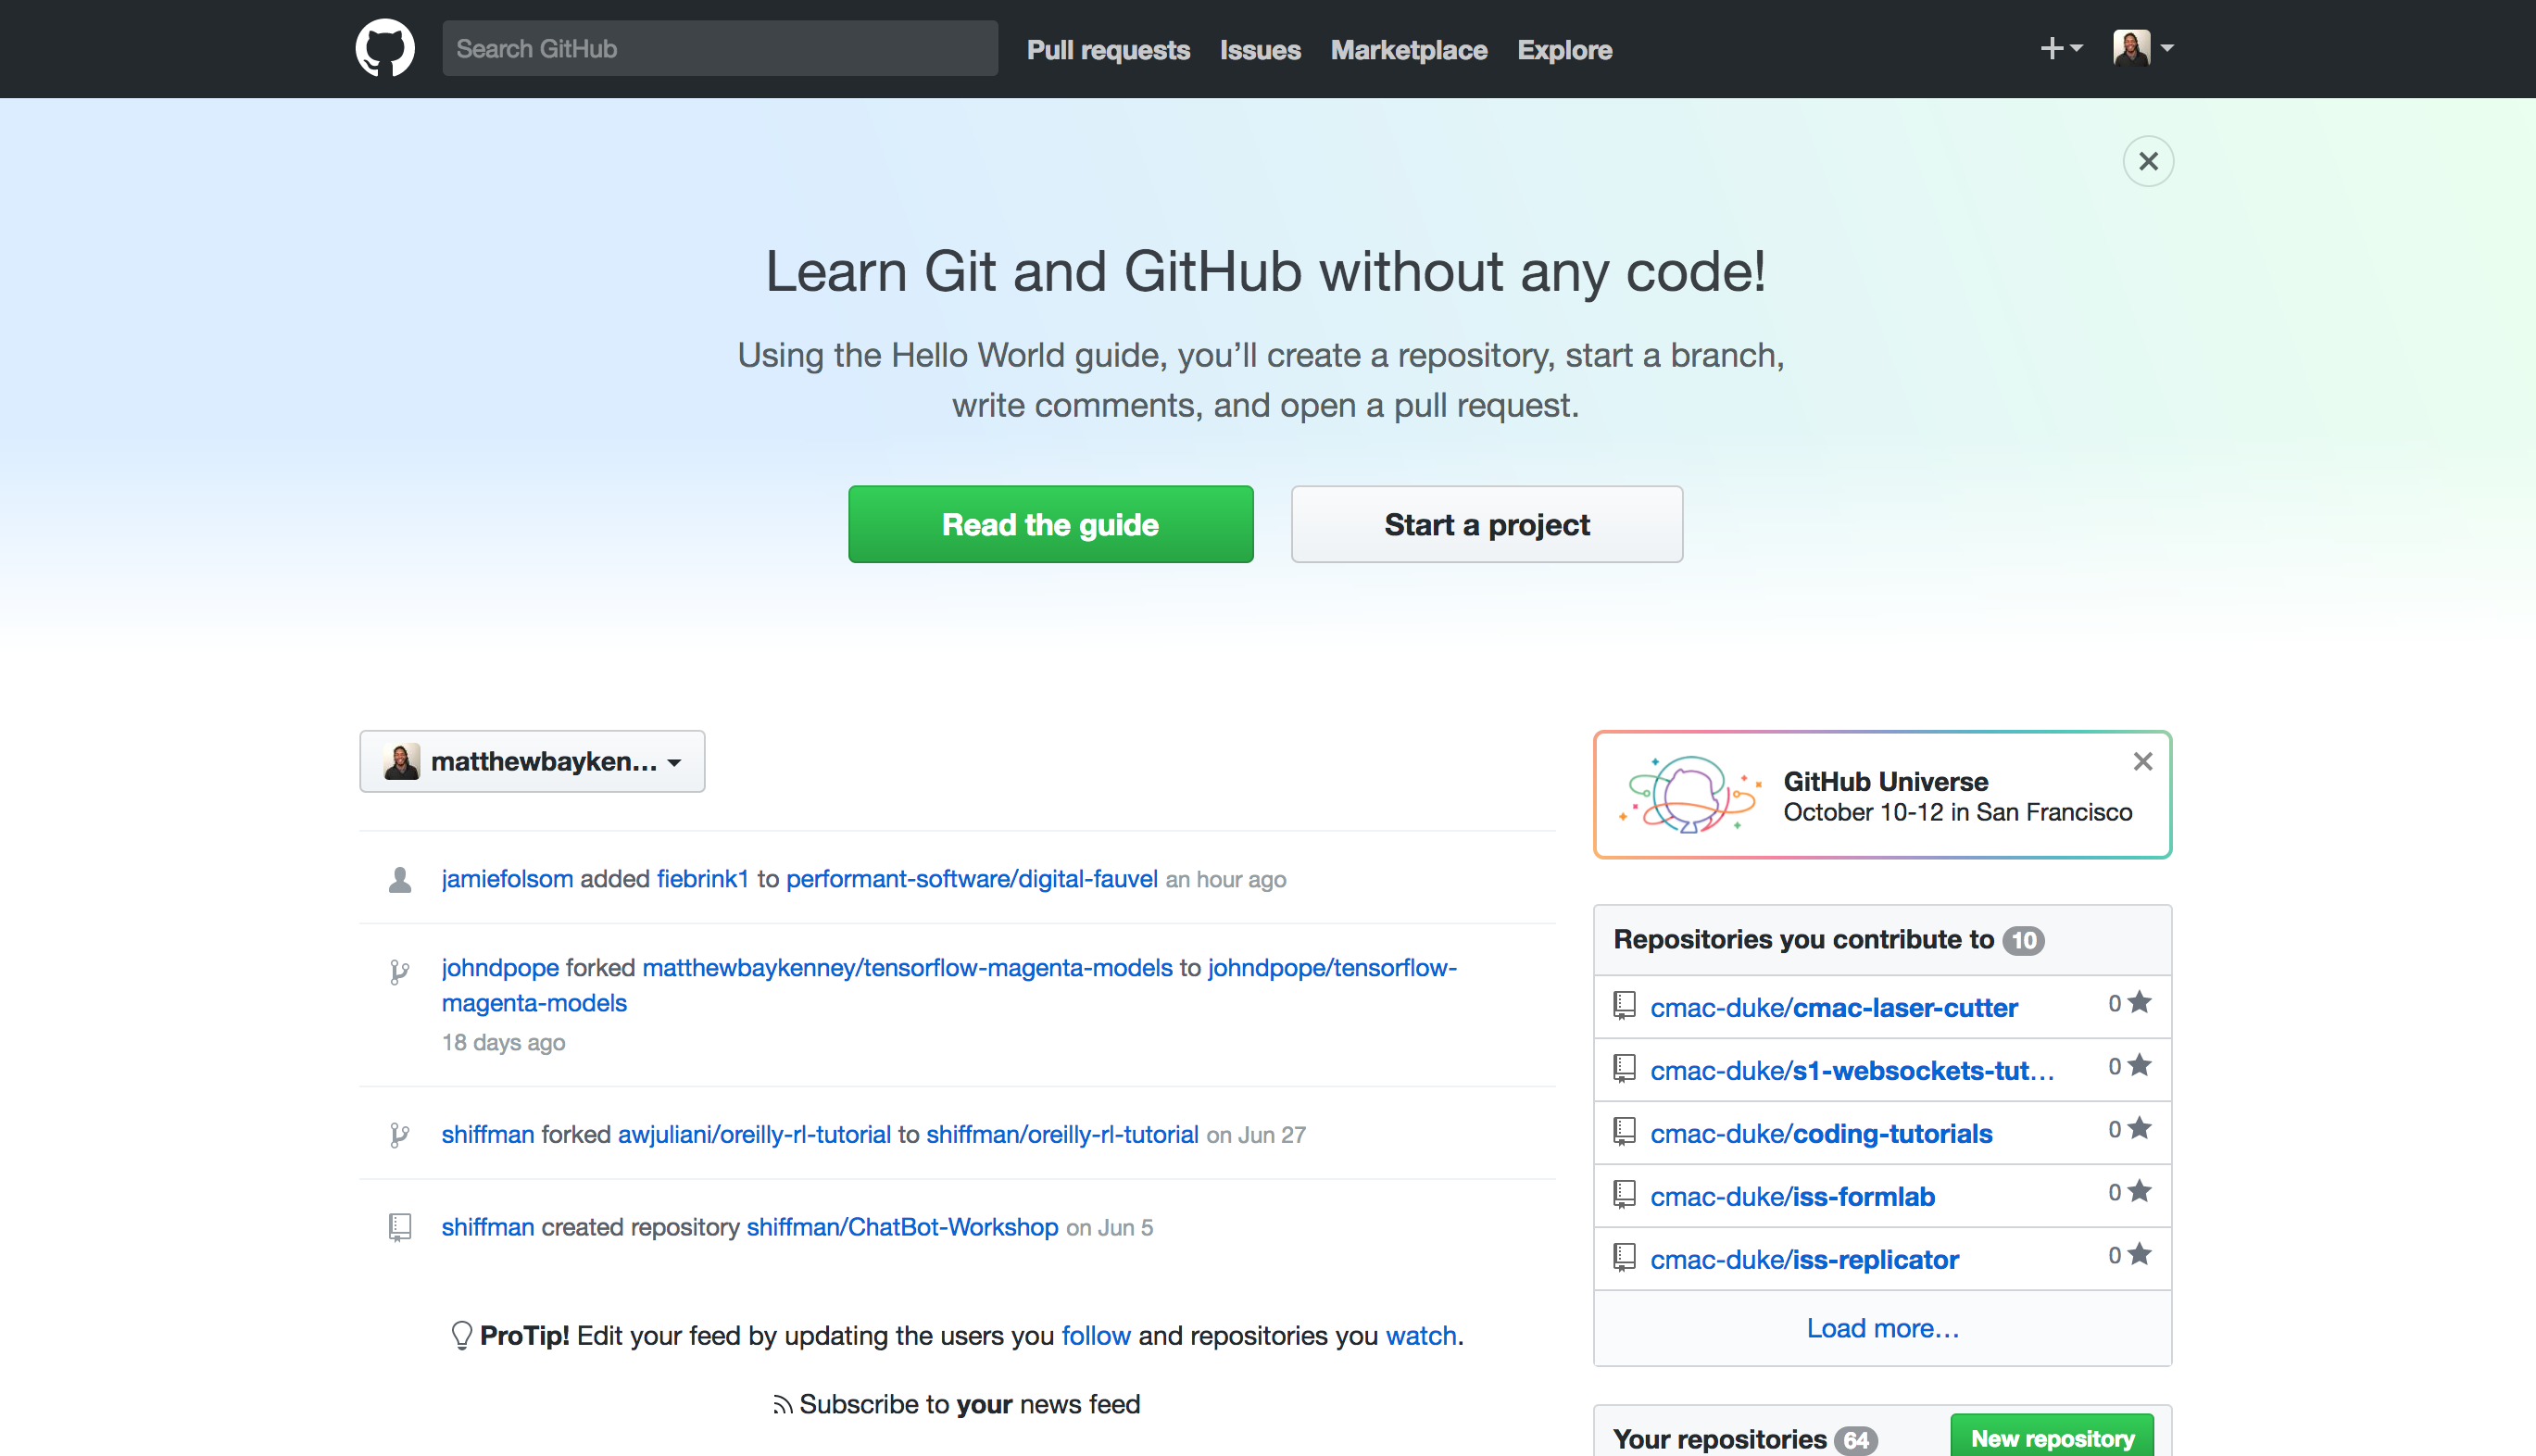 Search GitHub
Pull requests Issues Marketplace Explore
Learn Git and GitHub without any code!
Using the Hello World guide, you’ll create a repository, start a branch,
write comments, and open a pull request.
Read the guide Start a project
matthewbayken...
jamiefolsom added fiebrink1 to performant-software/digital-fauvel an hour ago
johndpope forked matthewbaykenney/tensorflow-magenta-models to johndpope/tensorflow-
magenta-models
18 days ago
shiffman forked awjuliani/oreilly-rl-tutorial to shiffman/oreilly-rl-tutorial on Jun 27
shiffman created repository shiffman/ChatBot-Workshop on Jun 5
ProTip! Edit your feed by updating the users you follow and repositories you watch.
Subscribe to your news feed
GitHub Universe
October 10-12 in San Francisco
Repositories you contribute to 10
cmac-duke/cmac-laser-cutter 0
cmac-duke/s1-websockets-tut... 0
cmac-duke/coding-tutorials 0
cmac-duke/iss-formlab 0
cmac-duke/iss-replicator 0
Load more...
Your repositories 64 New repository